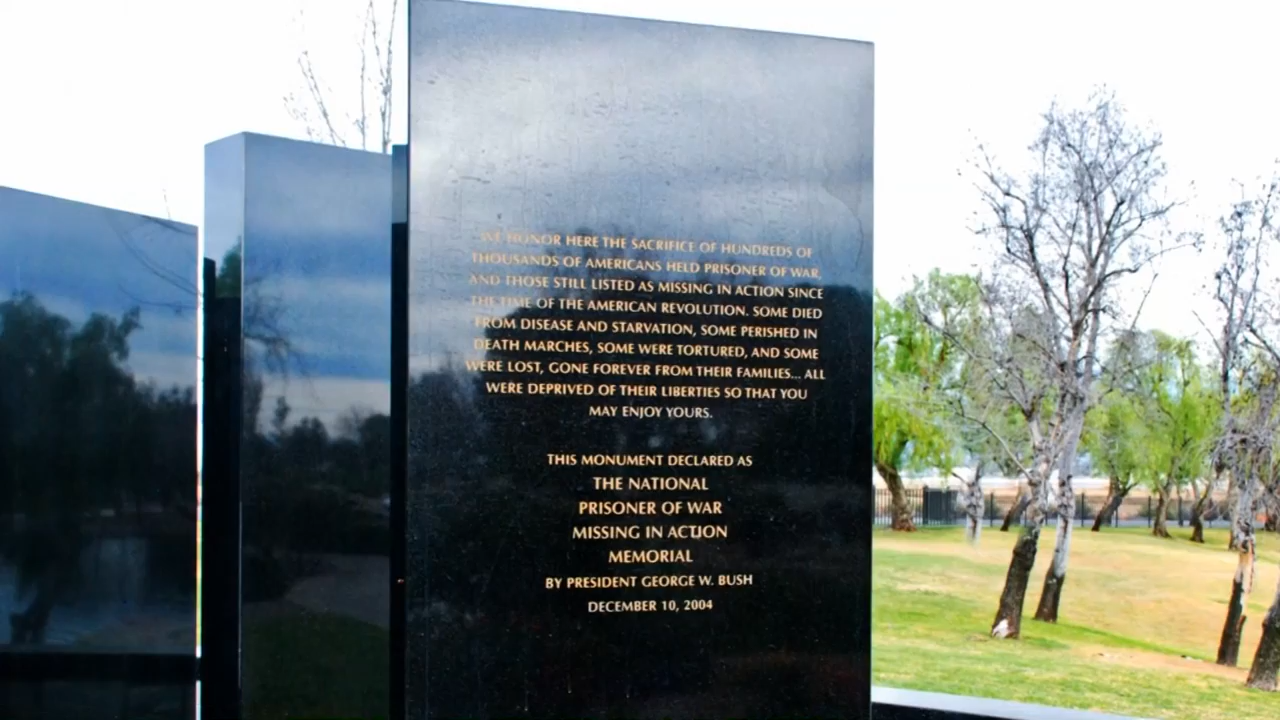 WE HONOR HERE THE SACRIFICE OF HUNDREDS OF
THOUSANDS OF AMERICANS HELD PRISONER OF WAR,
AND THOSE STILL LISTED AS MISSING IN ACTION SINCE
THE TIME OF THE AMERICAN REVOLUTION. SOME DIED
FROM DISEASE AND STARVATION, SOME PERISHED IN
DEATH MARCHES, SOME WERE TORTURED, AND SOME
WERE LOST, GONE FOREVER FROM THEIR FAMILIES... ALL
WERE DEPRIVED OF THEIR LIBERTIES SO THAT YOU
MAY ENJOY YOURS.
THIS MONUMENT DECLARED AS
THE NATIONAL
PRISONER OF WAR
MISSING IN ACTION
MEMORIAL
BY PRESIDENT GEORGE W. BUSH
DECEMBER 10, 2004